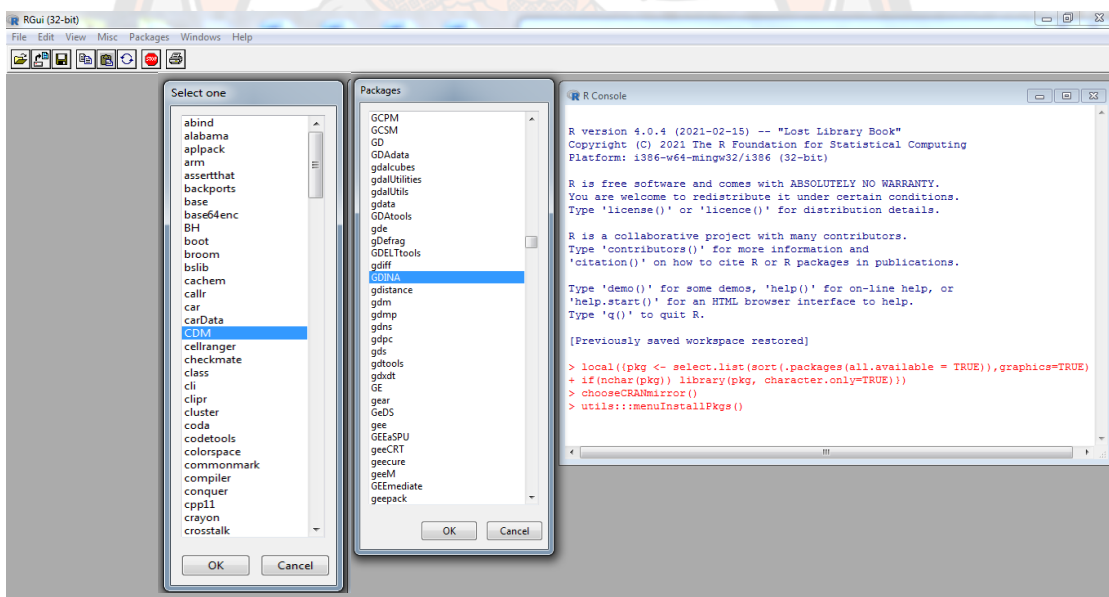 RGui (32-bit)
File Edit View Misc Packages Windows Help
STOP
Select one
abind
alabama
aplpack
arm
assertthat
backports
base
base64enc
BH
boot
broom
bslib
cachem
callr
car
carData
CDM
cellranger
checkmate
class
cli
clipr
cluster
coda
codetools
colorspace
commonmark
compiler
conquer
cpp11
crayon
crosstalk
OK Cancel
Packages
GCPM
GCSM
GD
GDAdata
gdalcubes
gdalUtilities
gdalUtils
gdata
GDAtools
gde
gDefrag
GDELTtools
gdiff
GDINA
gdistance
gdm
gdmp
gdns
gdpc
gds
gdtools
gdxdt
GE
gear
GeDS
gee
GEEaSPU
geeCRT
geecure
geeM
GEEmediate
geepack
OK Cancel
R Console
R version 4.0.4 (2021-02-15) -- "Lost Library Book"
Copyright (C) 2021 The R Foundation for Statistical Computing
Platform: i386-w64-mingw32/i386 (32-bit)
R is free software and comes with ABSOLUTELY NO WARRANTY.
You are welcome to redistribute it under certain conditions.
Type 'license()' or 'licence()' for distribution details.
R is a collaborative project with many contributors.
Type 'contributors()' for more information and
'citation()' on how to cite R or R packages in publications.
Type 'demo()' for some demos, 'help()' for on-line help, or
'help.start()' for an HTML browser interface to help.
Type 'q()' to quit R.
[Previously saved workspace restored]
> local({pkg <- select.list(sort(.packages(all.available = TRUE)),graphics=TRUE)
+ if(nchar(pkg)) library(pkg, character.only=TRUE)})
> chooseCRANmirror()
> utils:::menuInstallPkgs()